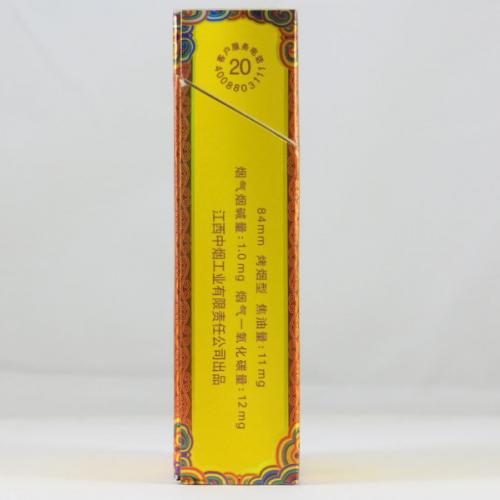 客户服务电话:
4008803111
20
84mm 烤烟型 焦油量:11mg
烟气烟碱量:1.0mg 烟气一氧化碳量:12mg
江西中烟工业有限责任公司出品